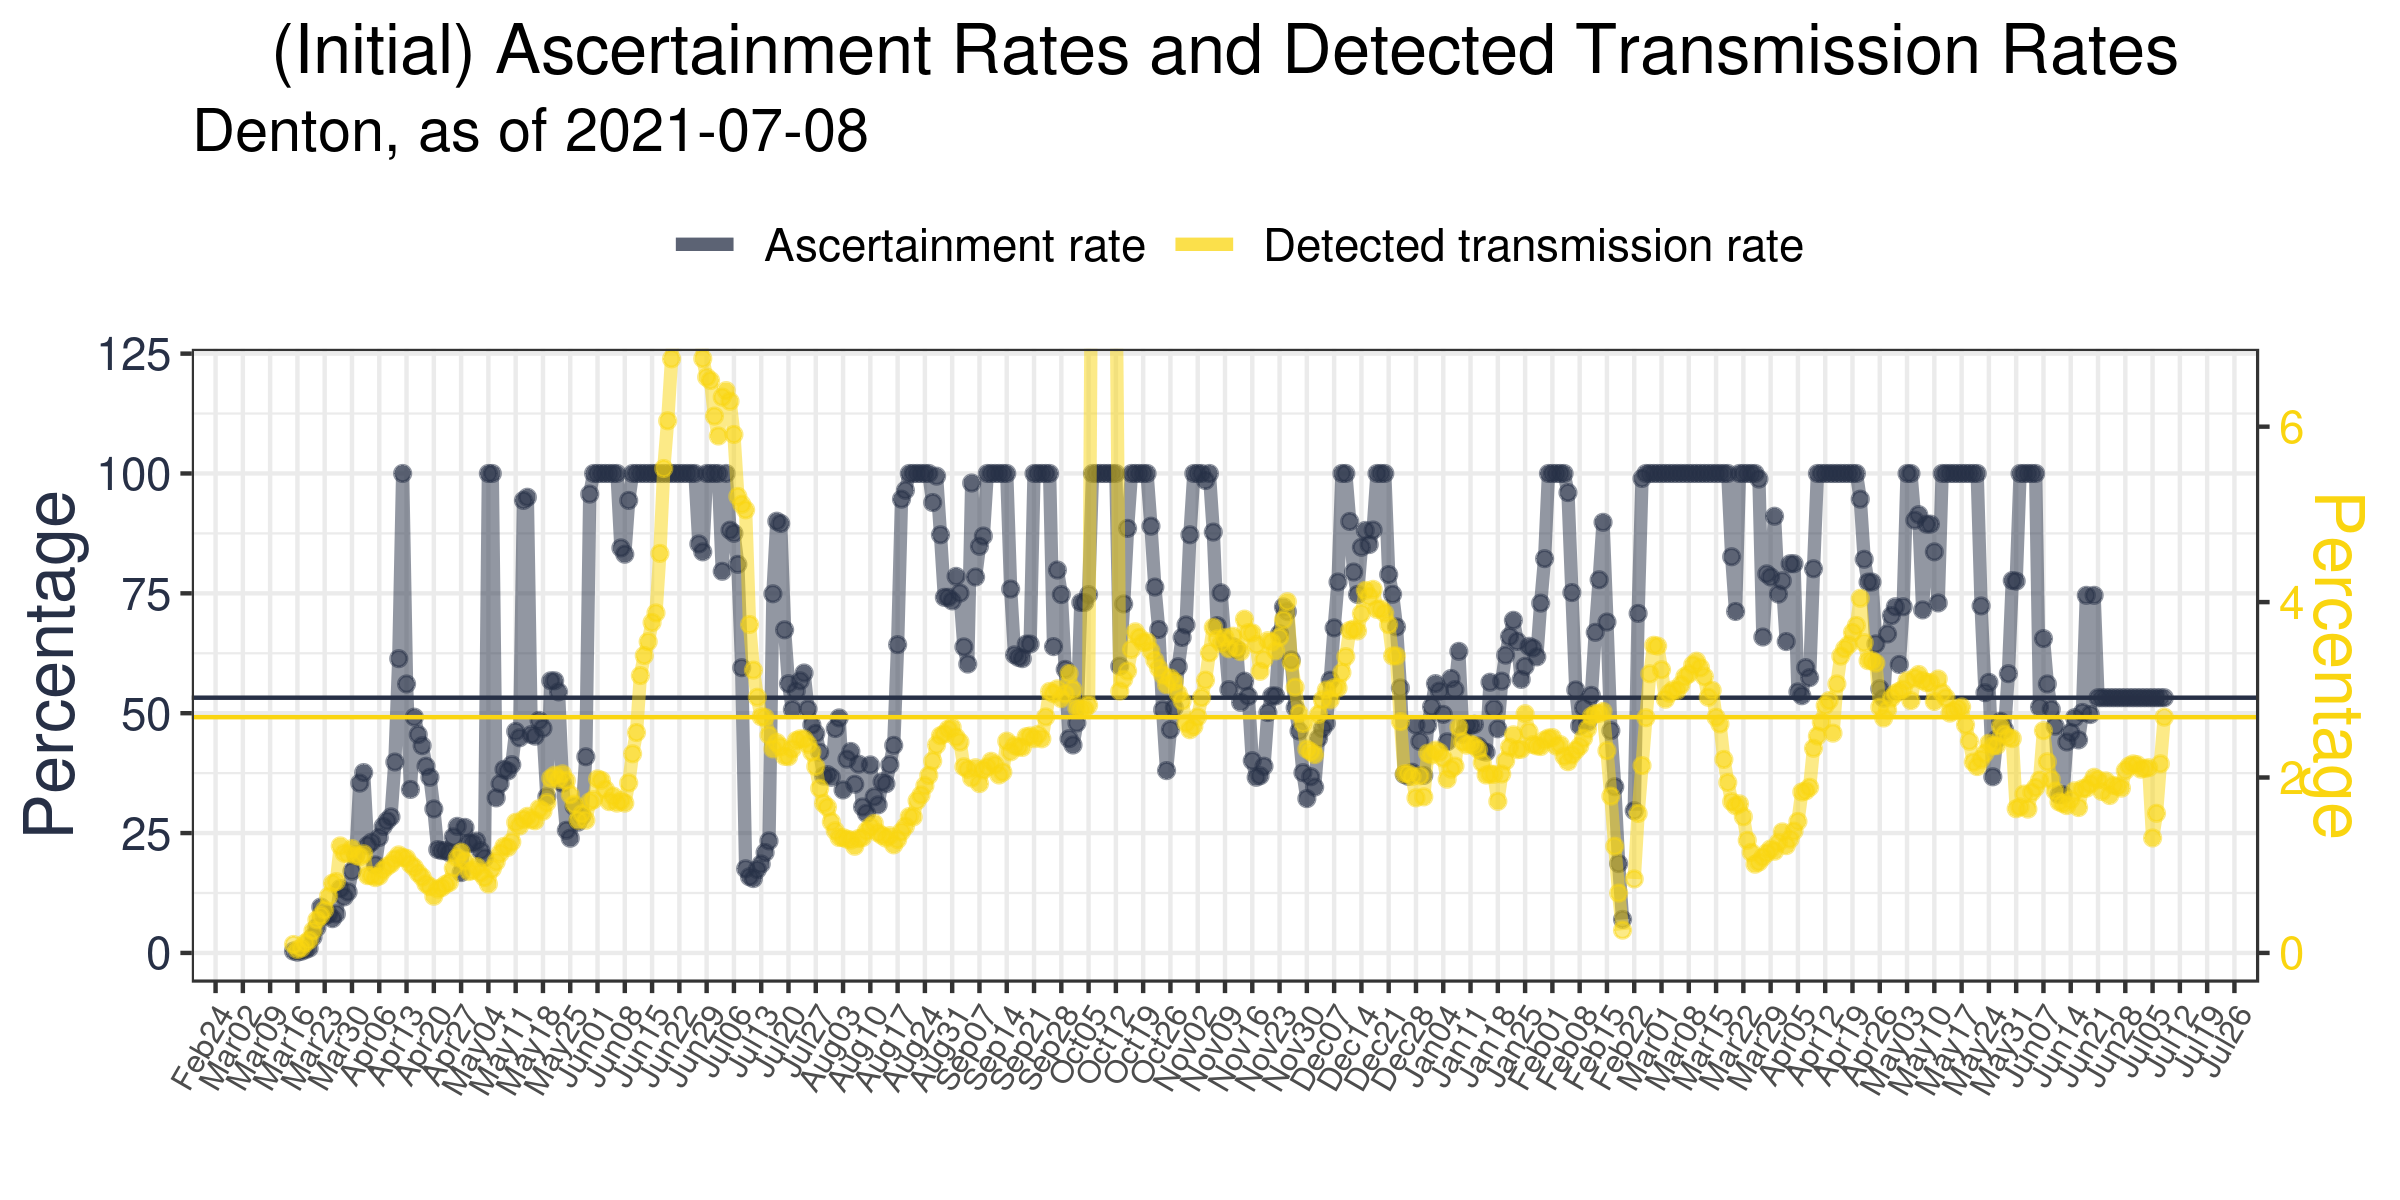 (Initial) Ascertainment Rates and Detected Transmission Rates
Denton, as of 2021-07-08
Ascertainment rate Detected transmission rate
125
100
75
50
25
0
Percentage
6
4
2
0
Percentage
Feb24 Mar02 Mar09 Mar16 Mar23 Mar30 Apr06 Apr13 Apr20 Apr27 May04 May11 May18 May25 Jun01 Jun08 Jun15 Jun22 Jun29 Jul06 Jul13 Jul20 Jul27 Aug03 Aug10 Aug17 Aug24 Aug31 Sep07 Sep14 Sep21 Sep28 Oct05 Oct12 Oct19 Oct26 Nov02 Nov09 Nov16 Nov23 Nov30 Dec07 Dec14 Dec21 Dec28 Jan04 Jan11 Jan18 Jan25 Feb01 Feb08 Feb15 Feb22 Mar01 Mar08 Mar15 Mar22 Mar29 Apr05 Apr12 Apr19 Apr26 May03 May10 May17 May24 May31 Jun07 Jun14 Jun21 Jun28 Jul05 Jul12 Jul19 Jul26